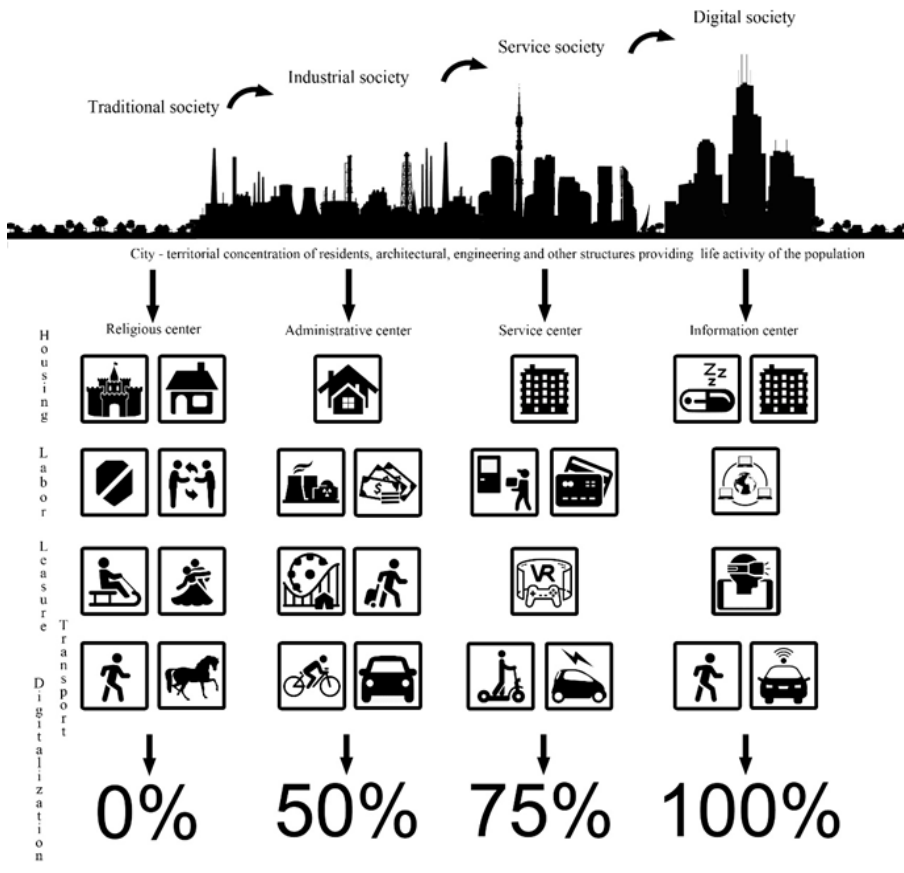 Digital society
Service society
Industrial society
Traditional society
City - territorial concentration of residents, architectural, engineering and other structures providing life activity of the population
Religious center
Administrative center
Service center
Information center
Housing
Zzz
Labor
$
Leasure
VR
Transport
Digitalization
0%
50%
75%
100%